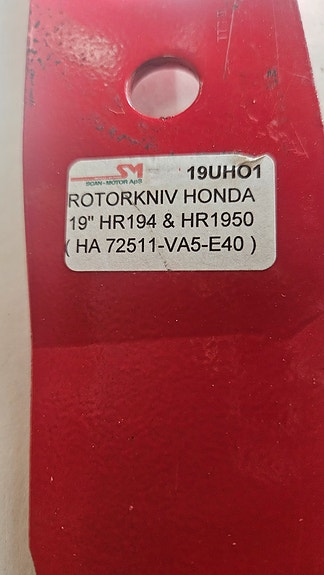 SM 19UHO1
SCAN-MOTOR ApS
ROTORKNIV HONDA
19" HR194 & HR1950
( HA 72511-VA5-E40 )